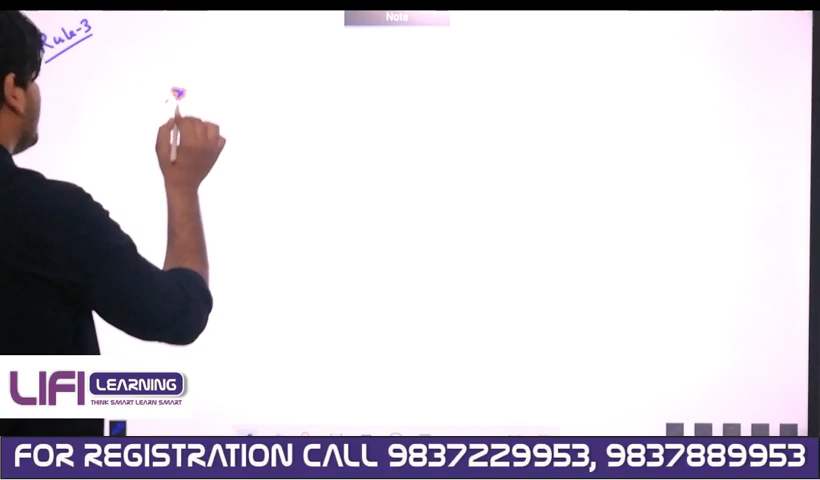 Note
Rule-3
LIFI LEARNING
THINK SMART LEARN SMART
FOR REGISTRATION CALL 9837229953, 9837889953